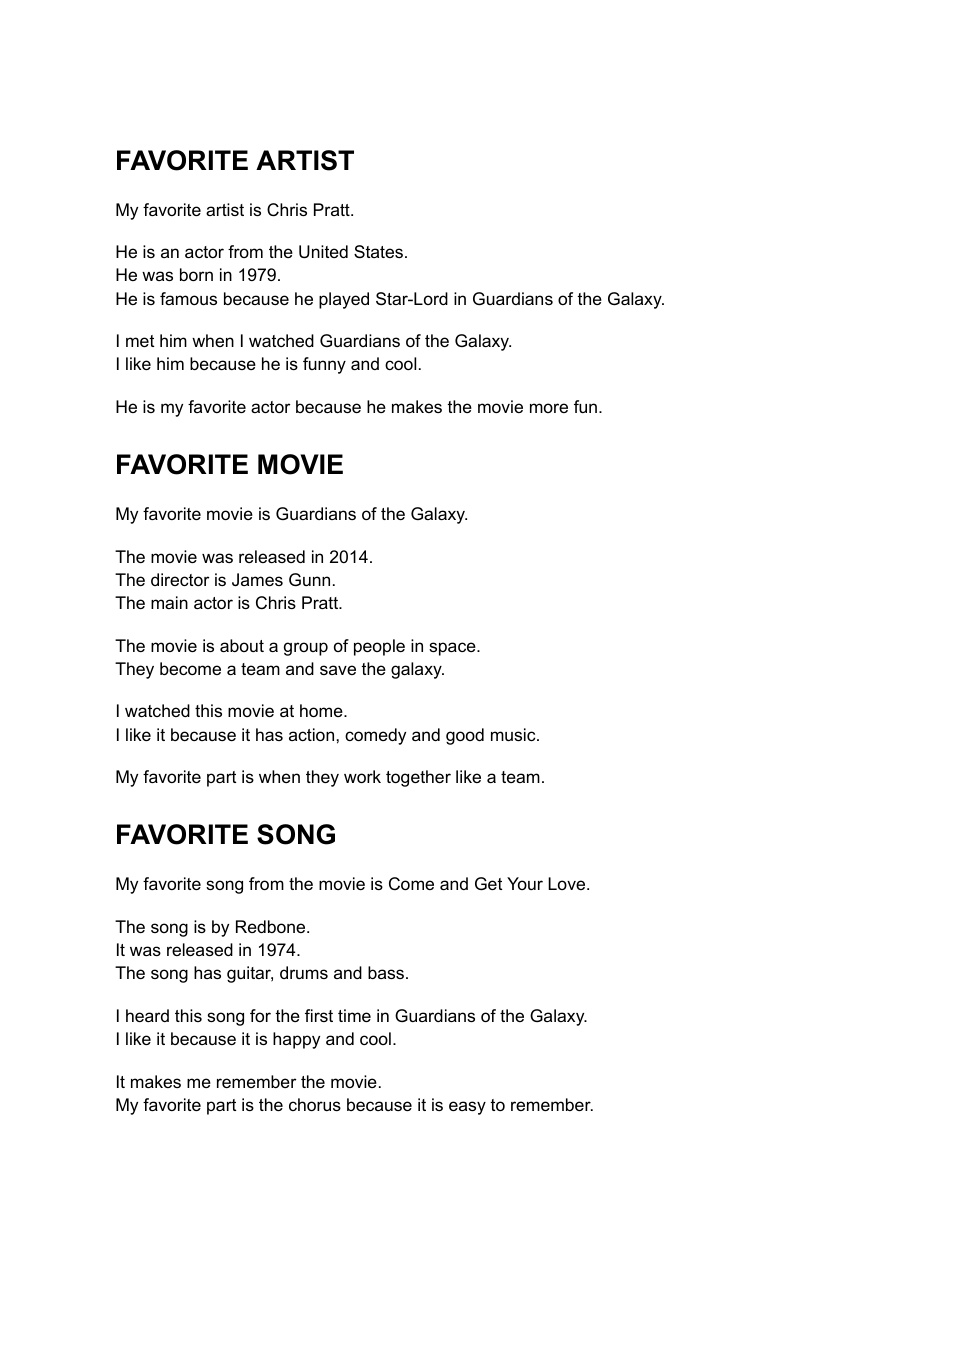 FAVORITE ARTIST
My favorite artist is Chris Pratt.
He is an actor from the United States.
He was born in 1979.
He is famous because he played Star-Lord in Guardians of the Galaxy.
I met him when I watched Guardians of the Galaxy.
I like him because he is funny and cool.
He is my favorite actor because he makes the movie more fun.
FAVORITE MOVIE
My favorite movie is Guardians of the Galaxy.
The movie was released in 2014.
The director is James Gunn.
The main actor is Chris Pratt.
The movie is about a group of people in space.
They become a team and save the galaxy.
I watched this movie at home.
I like it because it has action, comedy and good music.
My favorite part is when they work together like a team.
FAVORITE SONG
My favorite song from the movie is Come and Get Your Love.
The song is by Redbone.
It was released in 1974.
The song has guitar, drums and bass.
I heard this song for the first time in Guardians of the Galaxy.
I like it because it is happy and cool.
It makes me remember the movie.
My favorite part is the chorus because it is easy to remember.